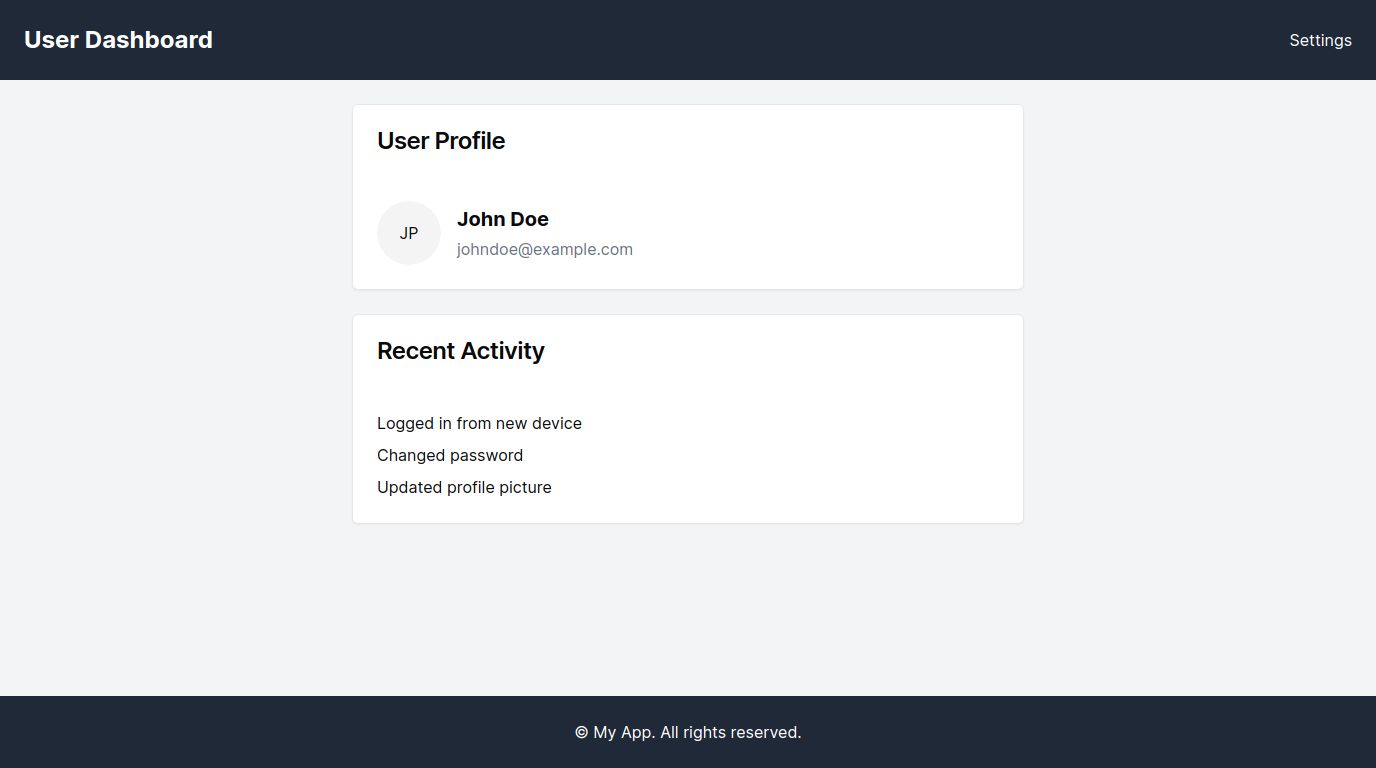 User Dashboard
Settings
User Profile
JP
John Doe
johndoe@example.com
Recent Activity
Logged in from new device
Changed password
Updated profile picture
© My App. All rights reserved.